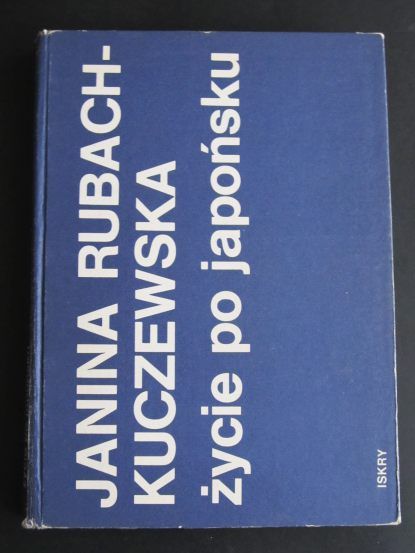 JANINA RUBACH-
KUCZEWSKA
życie po japońsku
ISKRY